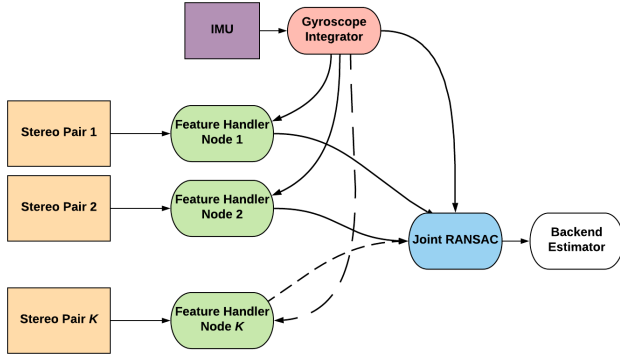 IMU
Gyroscope
Integrator
Stereo Pair 1
Feature Handler
Node 1
Stereo Pair 2
Feature Handler
Node 2
Joint RANSAC
Backend
Estimator
Stereo Pair K
Feature Handler
Node K